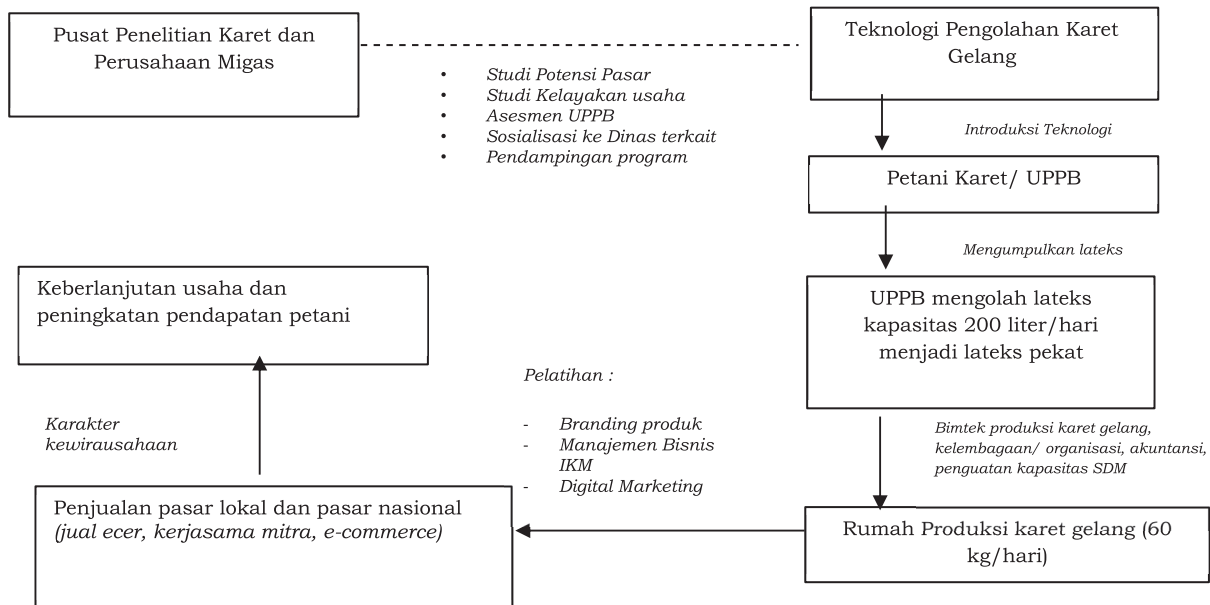 Pusat Penelitian Karet dan
Perusahaan Migas
• Studi Potensi Pasar
• Studi Kelayakan usaha
• Asesmen UPPB
• Sosialisasi ke Dinas terkait
• Pendampingan program
Teknologi Pengolahan Karet
Gelang
Introduksi Teknologi
Petani Karet/ UPPB
Mengumpulkan lateks
UPPB mengolah lateks
kapasitas 200 liter/hari
menjadi lateks pekat
Bimtek produksi karet gelang,
kelembagaan/ organisasi, akuntansi,
penguatan kapasitas SDM
Rumah Produksi karet gelang (60
kg/hari)
Pelatihan :
- Branding produk
- Manajemen Bisnis
IKM
- Digital Marketing
Penjualan pasar lokal dan pasar nasional
(jual ecer, kerjasama mitra, e-commerce)
Karakter
kewirausahaan
Keberlanjutan usaha dan
peningkatan pendapatan petani